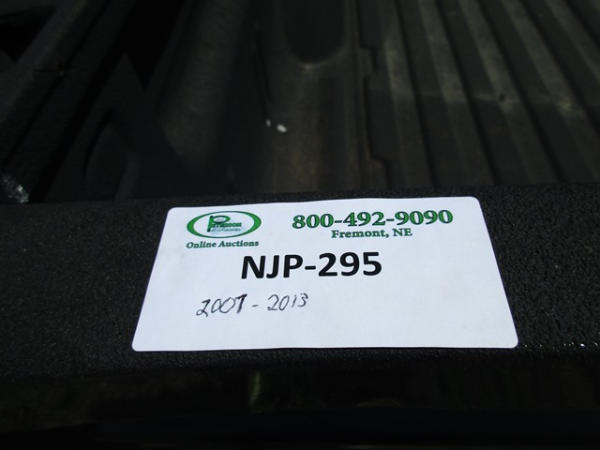 800-492-9090
Fremont, NE
Online Auctions
NJP-295
2007-2013